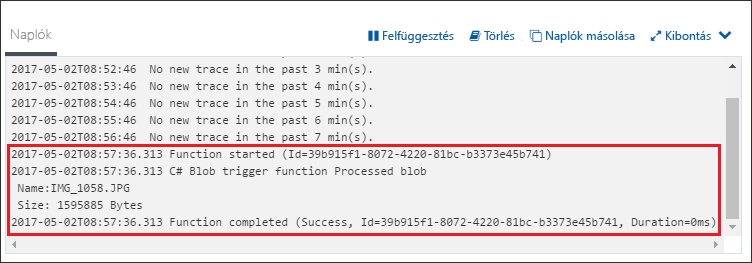 Naplók
Felfüggesztés Törlés Naplók másolása Kibontás
2017-05-02T08:52:46 No new trace in the past 3 min(s).
2017-05-02T08:53:46 No new trace in the past 4 min(s).
2017-05-02T08:54:46 No new trace in the past 5 min(s).
2017-05-02T08:55:46 No new trace in the past 6 min(s).
2017-05-02T08:56:46 No new trace in the past 7 min(s).
2017-05-02T08:57:36.313 Function started (Id=39b915f1-8072-4220-81bc-b3373e45b741)
2017-05-02T08:57:36.313 C# Blob trigger function Processed blob
Name:IMG_1058.JPG
Size: 1595885 Bytes
2017-05-02T08:57:36.313 Function completed (Success, Id=39b915f1-8072-4220-81bc-b3373e45b741, Duration=0ms)